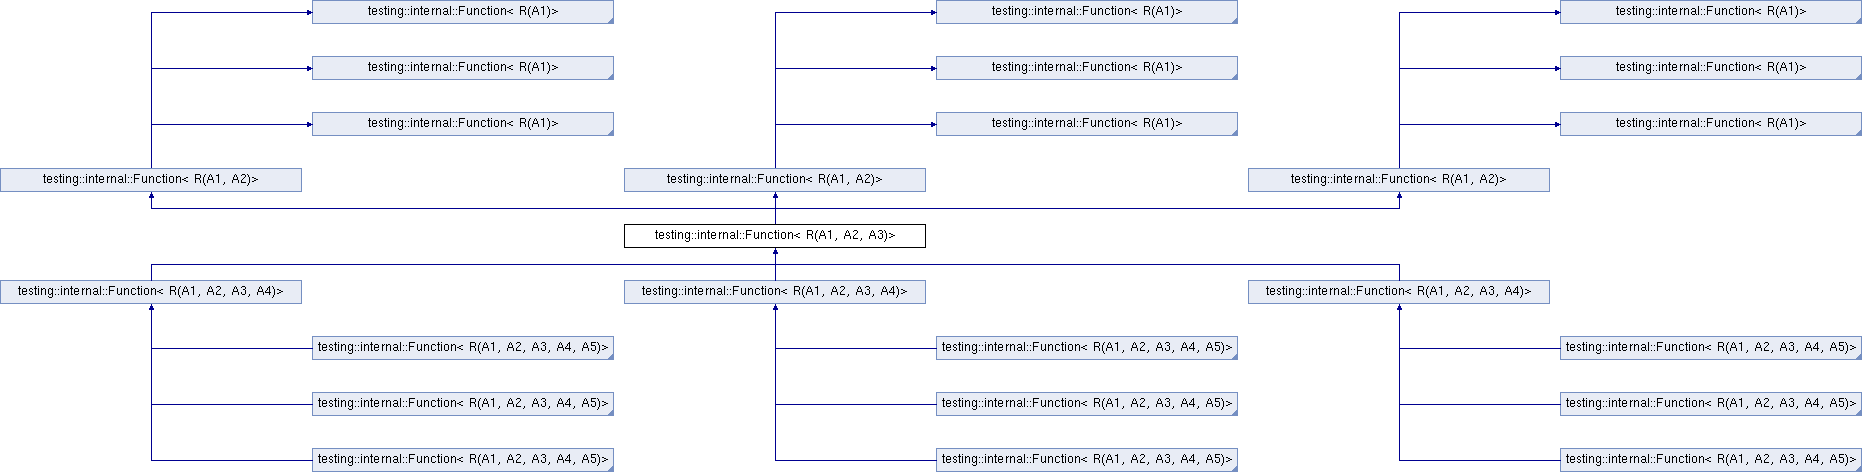 testing::internal::Function< R(A1)>
testing::internal::Function< R(A1)>
testing::internal::Function< R(A1)>
testing::internal::Function< R(A1)>
testing::internal::Function< R(A1)>
testing::internal::Function< R(A1)>
testing::internal::Function< R(A1)>
testing::internal::Function< R(A1)>
testing::internal::Function< R(A1)>
testing::internal::Function< R(A1, A2)>
testing::internal::Function< R(A1, A2)>
testing::internal::Function< R(A1, A2)>
testing::internal::Function< R(A1, A2, A3)>
testing::internal::Function< R(A1, A2, A3, A4)>
testing::internal::Function< R(A1, A2, A3, A4)>
testing::internal::Function< R(A1, A2, A3, A4)>
testing::internal::Function< R(A1, A2, A3, A4, A5)>
testing::internal::Function< R(A1, A2, A3, A4, A5)>
testing::internal::Function< R(A1, A2, A3, A4, A5)>
testing::internal::Function< R(A1, A2, A3, A4, A5)>
testing::internal::Function< R(A1, A2, A3, A4, A5)>
testing::internal::Function< R(A1, A2, A3, A4, A5)>
testing::internal::Function< R(A1, A2, A3, A4, A5)>
testing::internal::Function< R(A1, A2, A3, A4, A5)>
testing::internal::Function< R(A1, A2, A3, A4, A5)>